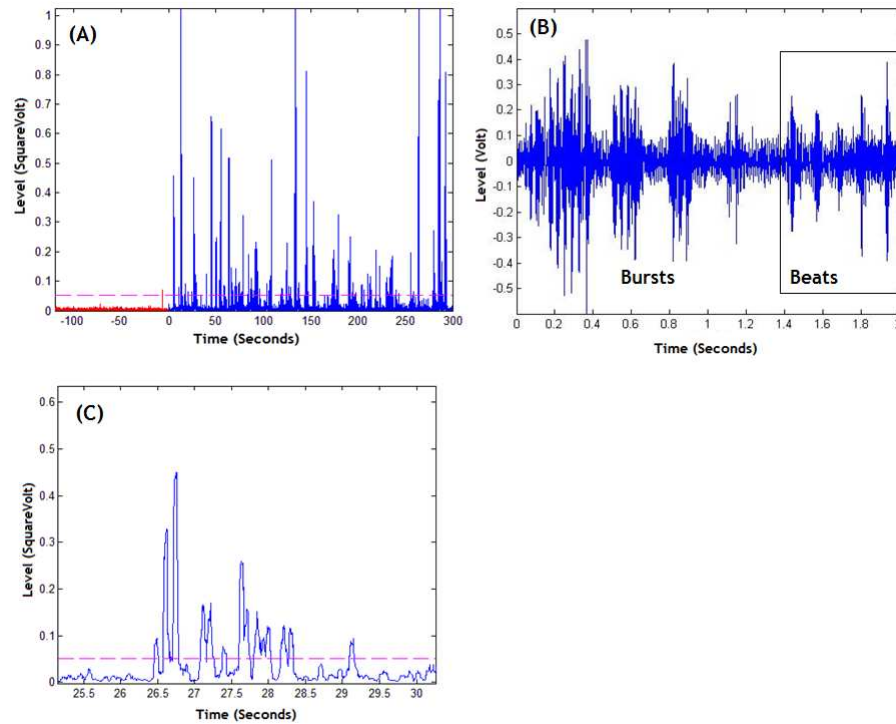 (A)
Level (SquareVolt)
1
0.9
0.8
0.7
0.6
0.5
0.4
0.3
0.2
0.1
0
-100 -50 0 50 100 150 200 250 300
Time (Seconds)
(B)
Level (Volt)
0.5
0.4
0.3
0.2
0.1
0
-0.1
-0.2
-0.3
-0.4
-0.5
Bursts
Beats
0 0.2 0.4 0.6 0.8 1 1.2 1.4 1.6 1.8 2
Time (Seconds)
(C)
Level (SquareVolt)
0.6
0.5
0.4
0.3
0.2
0.1
0
25.5 26 26.5 27 27.5 28 28.5 29 29.5 30
Time (Seconds)